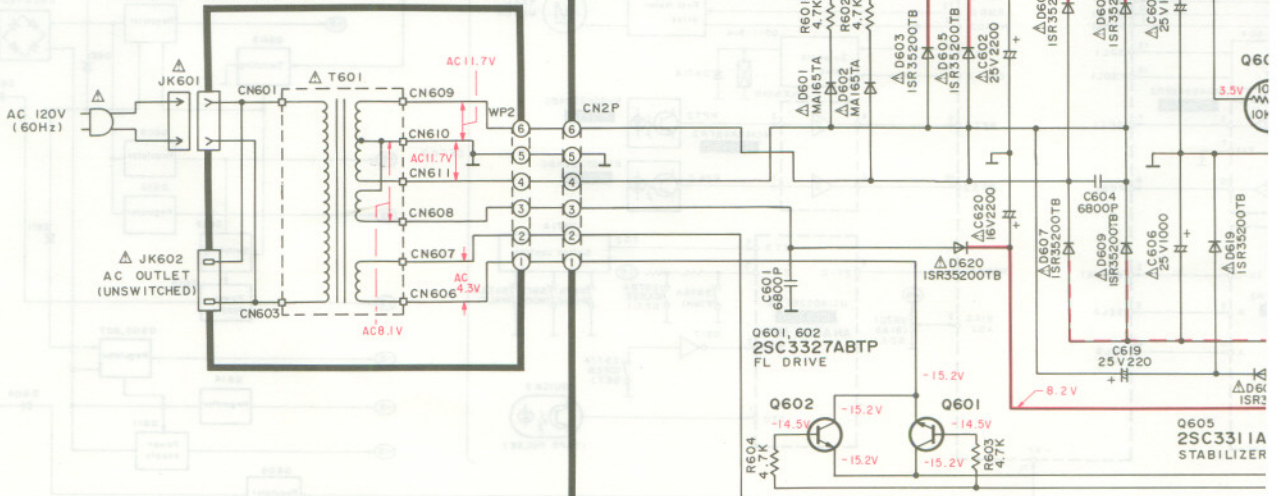 AC 120V
(60Hz)
⚠
⚠
JK601
⚠ JK602
AC OUTLET
(UNSWITCHED)
CN601
CN603
⚠ T601
CN609
CN610
CN611
CN608
CN607
CN606
AC11.7V
AC11.7V
AC
4.3V
AC8.1V
WP2
6
5
4
3
2
1
CN2P
6
5
4
3
2
1
R601
4.7K
R602
4.7K
⚠D601
MA165TA
⚠D602
MA165TA
⚠D603
ISR35200TB
⚠D605
ISR35200TB
⚠C602
25V2200
+
3.5V
⚠C620
16V2200
+
⚠D620
ISR35200TB
C601
6800P
C604
6800P
⚠D607
ISR35200TB
⚠D609
ISR35200TB
⚠C606
25V1000
+
⚠D619
ISR35200TB
C619
25V220
+
8.2V
Q601, 602
2SC3327ABTP
FL DRIVE
Q602
-14.5V
-15.2V
-15.2V
R604
4.7K
-15.2V
Q601
-14.5V
-15.2V
R603
4.7K
Q605
2SC3311A
STABILIZER